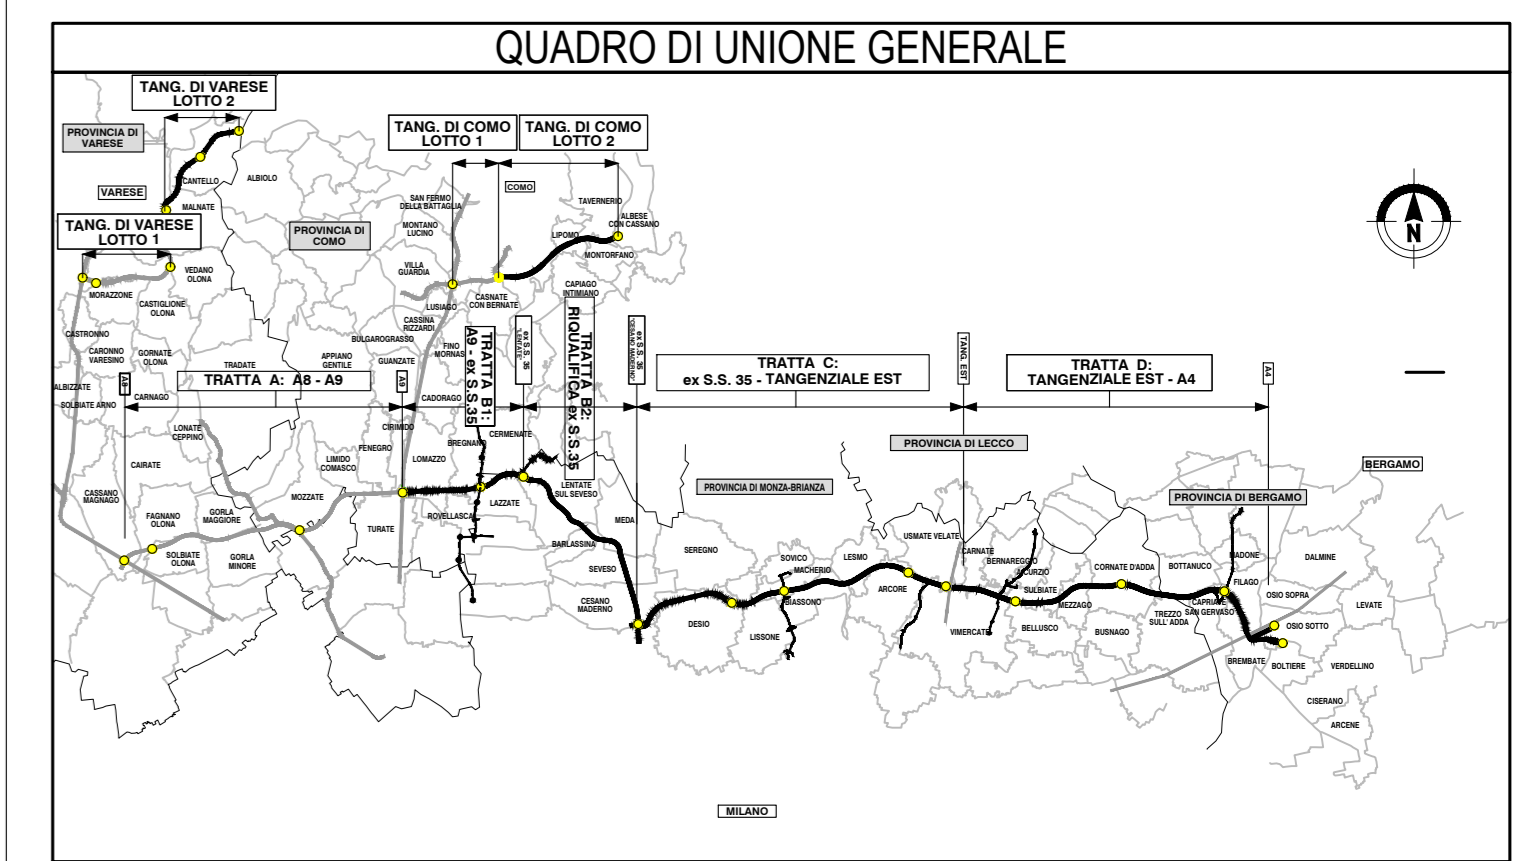 QUADRO DI UNIONE GENERALE
TANG. DI VARESE
LOTTO 2
PROVINCIA DI
VARESE
VARESE
CANTELLO
ALBIOLO
MALNATE
TANG. DI VARESE
LOTTO 1
PROVINCIA DI
COMO
TANG. DI COMO
LOTTO 1
TANG. DI COMO
LOTTO 2
COMO
SAN FERMO
DELLA BATTAGLIA
TAVERNERIO
ALBESE
CON CASSANO
MONTANO
LUCINO
LIPOMO
MONTORFANO
VILLA
GUARDIA
CAPIAGO
INTIMIANO
LUSIAGO
CASNATE
CON BERNATE
VEDANO
OLONA
MORAZZONE
CASTIGLIONE
OLONA
CASTRONNO
CARONNO
VARESINO
GORNATE
OLONA
TRADATE
APPIANO
GENTILE
BULGAROGRASSO
CASSINA
RIZZARDI
GUANZATE
FINO
MORNAS
ALBIZZATE
SOLBIATE ARNO
CARNAGO
A8
TRATTA A: A8 - A9
A9
CADORAGO
TRATTA B1:
A9 - ex S.S.35
ex S.S. 35
"LENTATE"
TRATTA B2:
RIQUALIFICA ex S.S.35
ex S.S. 35
"CESANO MADERNO"
TRATTA C:
ex S.S. 35 - TANGENZIALE EST
TANG. EST
TRATTA D:
TANGENZIALE EST - A4
A4
N
LONATE
CEPPINO
CIRIMIDO
FENEGRO
BREGNANO
CERMENATE
LIMIDO
COMASCO
LOMAZZO
CAIRATE
CASSANO
MAGNAGO
MOZZATE
FAGNANO
OLONA
GORLA
MAGGIORE
TURATE
ROVELLASCA
LAZZATE
LENTATE
SUL SEVESO
SOLBIATE
OLONA
GORLA
MINORE
MEDA
BARLASSINA
SEVESO
CESANO
MADERNO
PROVINCIA DI MONZA-BRIANZA
PROVINCIA DI LECCO
PROVINCIA DI BERGAMO
BERGAMO
SEREGNO
DESIO
LISSONE
SOVICO
MACHERIO
BIASSONO
LESMO
ARCORE
USMATE VELATE
CARNATE
BERNAREGGIO
AICURZIO
SULBIATE
MEZZAGO
VIMERCATE
BELLUSCO
BUSNAGO
CORNATE D'ADDA
BOTTANUCO
TREZZO
SULL' ADDA
CAPRIATE
SAN GERVASO
MADONE
FILAGO
DALMINE
OSIO SOPRA
LEVATE
OSIO SOTTO
BREMBATE
BOLTIERE
VERDELLINO
CISERANO
ARCENE
MILANO